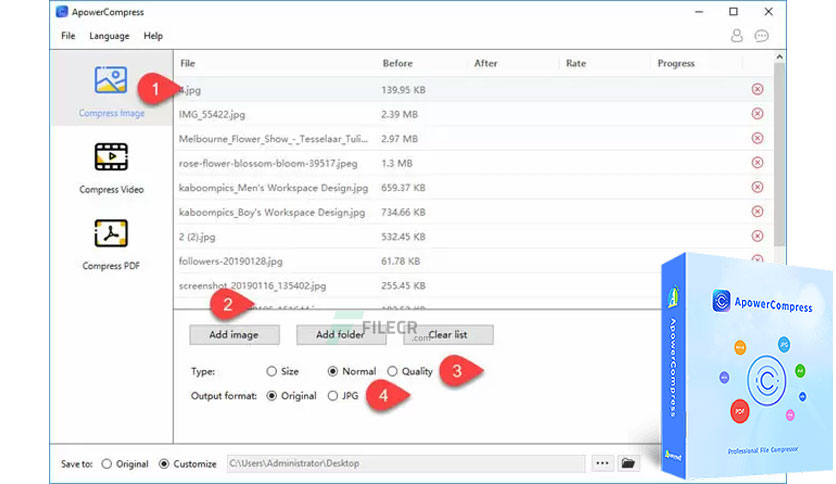 ApowerCompress
File Language Help
File Before After Rate Progress
1
.jpg 139.95 KB
Compress Image
IMG_55422.jpg 2.39 MB
Melbourne_Flower_Show_-_Tesselaar_Tuli... 2.97 MB
rose-flower-blossom-bloom-39517.jpeg 1.3 MB
Compress Video
kaboompics_Men's Workspace Design.jpg 659.37 KB
kaboompics_Boy's Workspace Design.jpg 734.66 KB
2 (2).jpg 532.45 KB
Compress PDF
followers-20190128.jpg 61.78 KB
screenshot_20190116_135402.jpg 255.45 KB
2
Add image Add folder Clear list
FILECR
.com
Type: Size Normal Quality 3
Output format: Original JPG 4
Save to: Original Customize C:\Users\Administrator\Desktop ...
ApowerCompress
ApowerCompress
JPG
PDF
Professional File Compressor